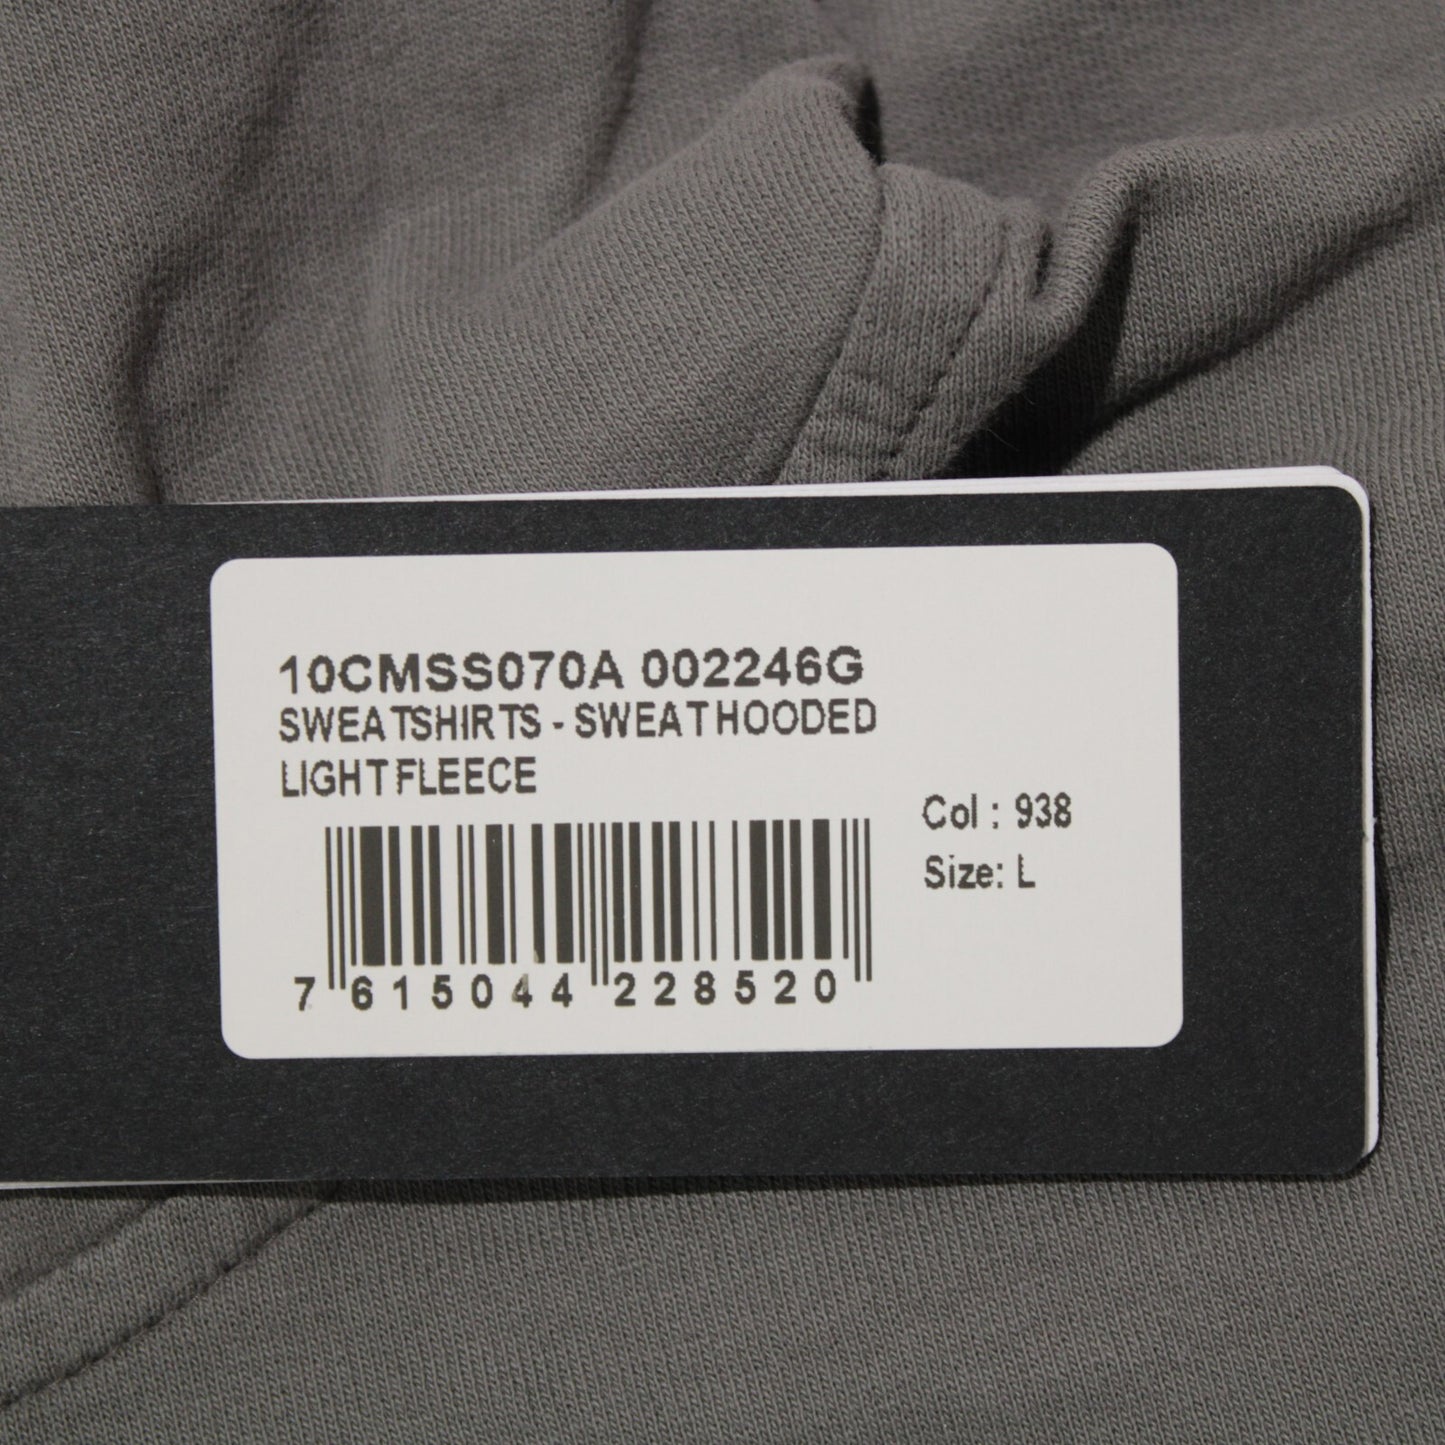 10CMSS070A 002246G
SWEATSHIRTS - SWEAT HOODED
LIGHT FLEECE
Col : 938
Size: L
7 615044 228520